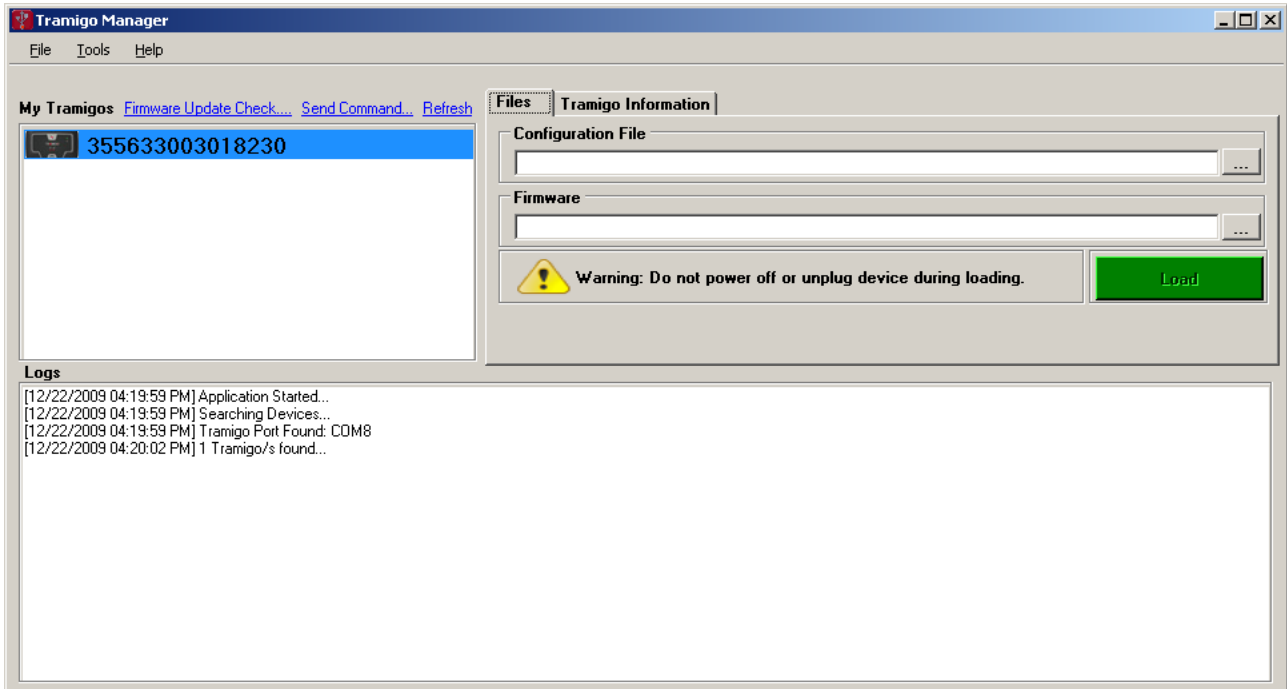 Tramigo Manager
File Tools Help
My Tramigos Firmware Update Check.... Send Command... Refresh
355633003018230
Files Tramigo Information
Configuration File
...
Firmware
...
Warning: Do not power off or unplug device during loading.
Load
Logs
[12/22/2009 04:19:59 PM] Application Started...
[12/22/2009 04:19:59 PM] Searching Devices...
[12/22/2009 04:19:59 PM] Tramigo Port Found: COM8
[12/22/2009 04:20:02 PM] 1 Tramigo/s found...